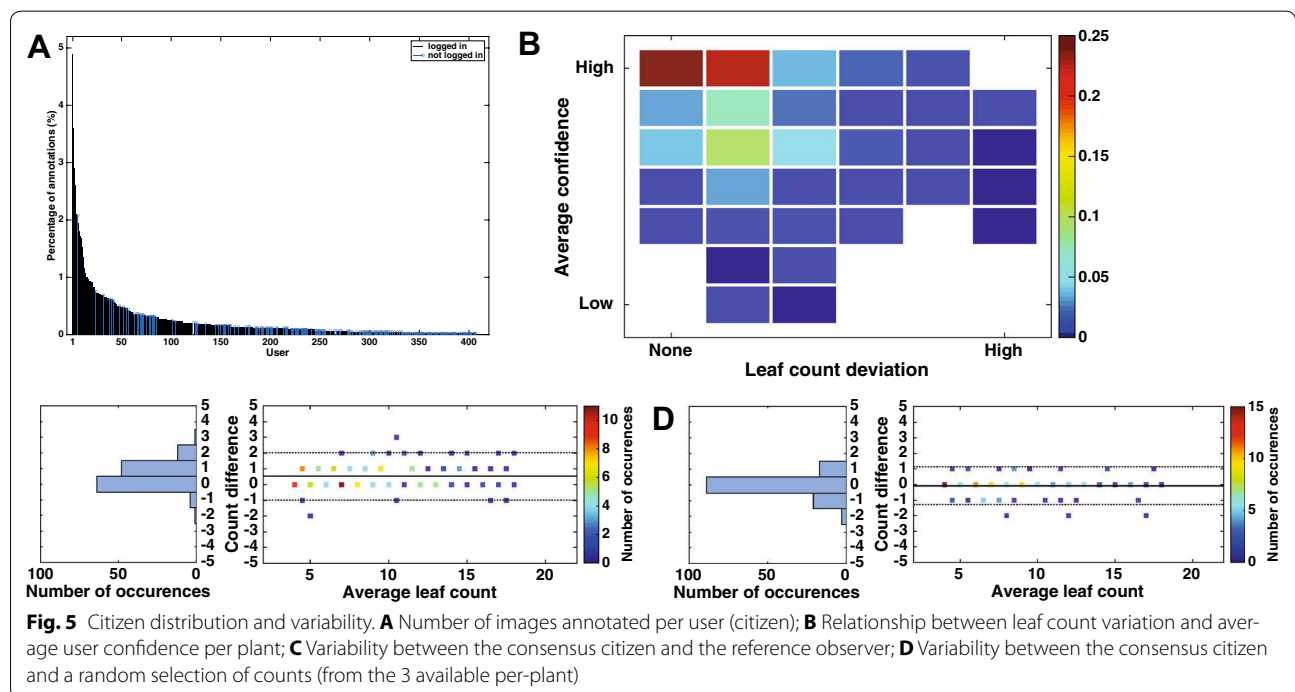 A
Percentage of annotations (%)
5
4
3
2
1
0
logged in
not logged in
1 50 100 150 200 250 300 350 400
User
B
Average confidence
High
Low
None High
Leaf count deviation
0.25
0.2
0.15
0.1
0.05
0
5
4
3
2
1
0
-1
-2
-3
-4
-5
100 50 0
Number of occurences
Count difference
5 10 15 20
Average leaf count
10
8
6
4
2
0
Number of occurences
D
5
4
3
2
1
0
-1
-2
-3
-4
-5
100 50 0
Number of occurences
Count difference
5 10 15 20
Average leaf count
15
10
5
0
Number of occurences
Fig. 5 Citizen distribution and variability. A Number of images annotated per user (citizen); B Relationship between leaf count variation and aver-
age user confidence per plant; C Variability between the consensus citizen and the reference observer; D Variability between the consensus citizen
and a random selection of counts (from the 3 available per-plant)